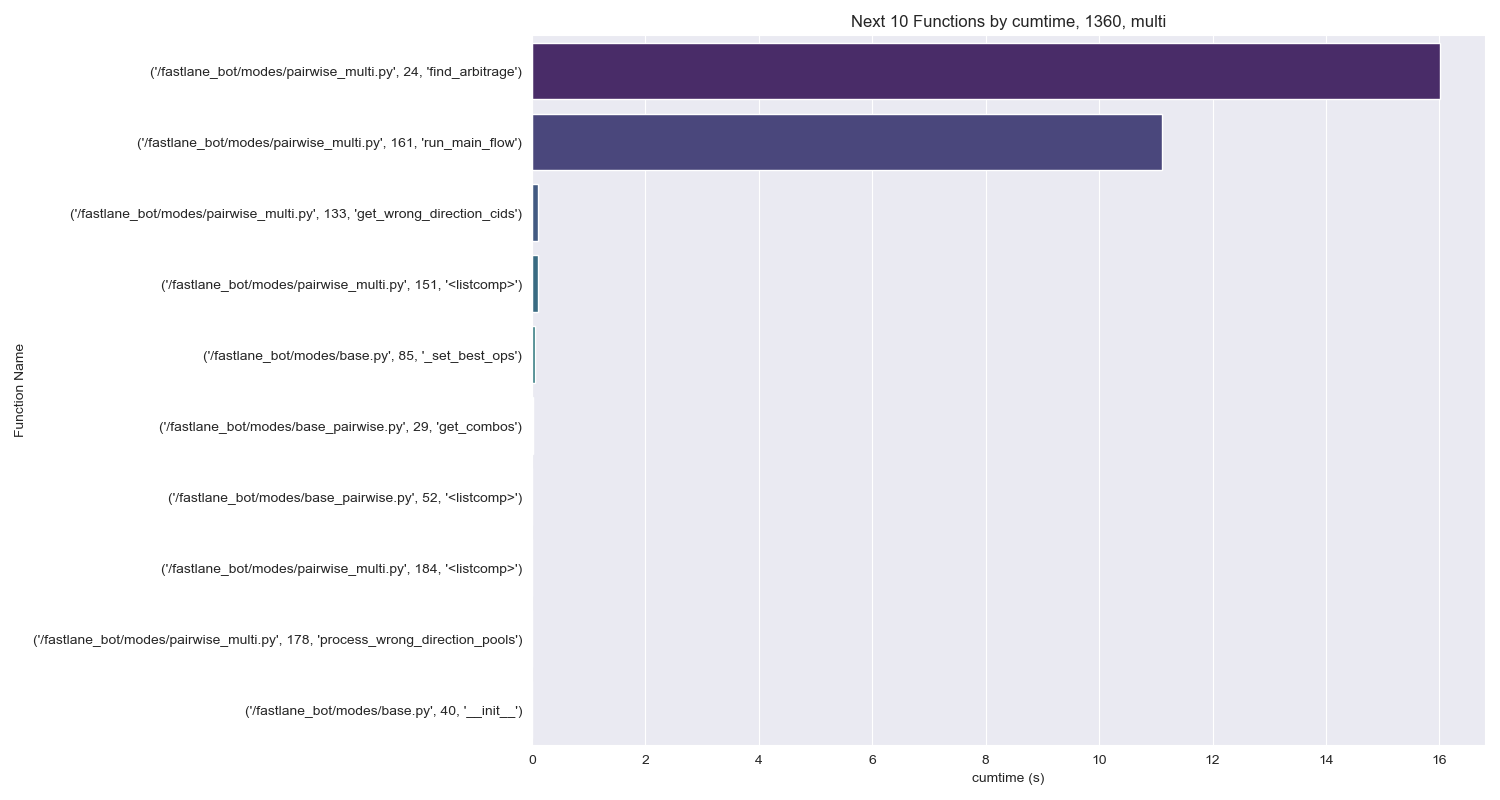 Next 10 Functions by cumtime, 1360, multi
Function Name
('/fastlane_bot/modes/pairwise_multi.py', 24, 'find_arbitrage')
('/fastlane_bot/modes/pairwise_multi.py', 161, 'run_main_flow')
('/fastlane_bot/modes/pairwise_multi.py', 133, 'get_wrong_direction_cids')
('/fastlane_bot/modes/pairwise_multi.py', 151, '<listcomp>')
('/fastlane_bot/modes/base.py', 85, '_set_best_ops')
('/fastlane_bot/modes/base_pairwise.py', 29, 'get_combos')
('/fastlane_bot/modes/base_pairwise.py', 52, '<listcomp>')
('/fastlane_bot/modes/pairwise_multi.py', 184, '<listcomp>')
('/fastlane_bot/modes/pairwise_multi.py', 178, 'process_wrong_direction_pools')
('/fastlane_bot/modes/base.py', 40, '__init__')
0 2 4 6 8 10 12 14 16
cumtime (s)